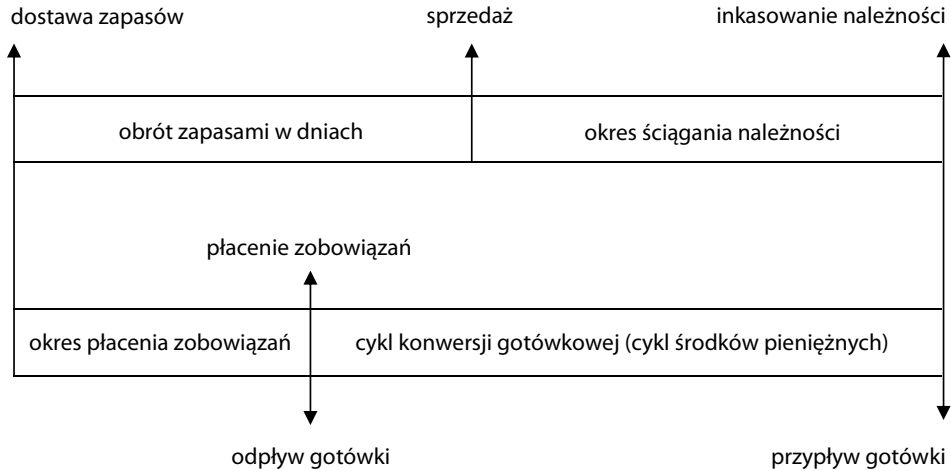 dostawa zapasów
sprzedaż
inkasowanie należności
obrót zapasami w dniach
okres ściągania należności
płacenie zobowiązań
okres płacenia zobowiązań
cykl konwersji gotówkowej (cykl środków pieniężnych)
odpływ gotówki
przypływ gotówki